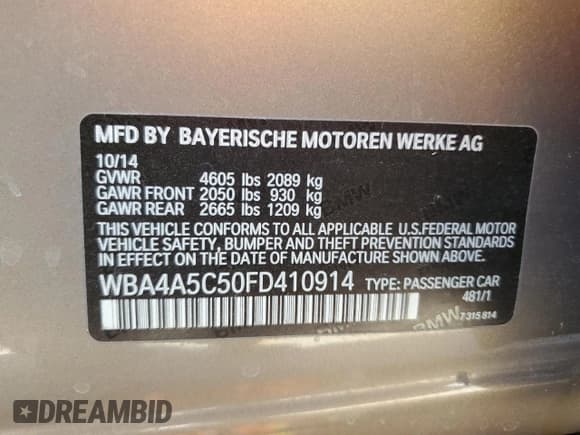 MFD BY BAYERISCHE MOTOREN WERKE AG
10/14
GVWR 4605 lbs 2089 kg
GAWR FRONT 2050 lbs 930 kg
GAWR REAR 2665 lbs 1209 kg
THIS VEHICLE CONFORMS TO ALL APPLICABLE U.S.FEDERAL MOTOR
VEHICLE SAFETY, BUMPER AND THEFT PREVENTION STANDARDS
IN EFFECT ON THE DATE OF MANUFACTURE SHOWN ABOVE.
WBA4A5C50FD410914 TYPE: PASSENGER CAR
481/1
7315814
BMW
DREAMBID